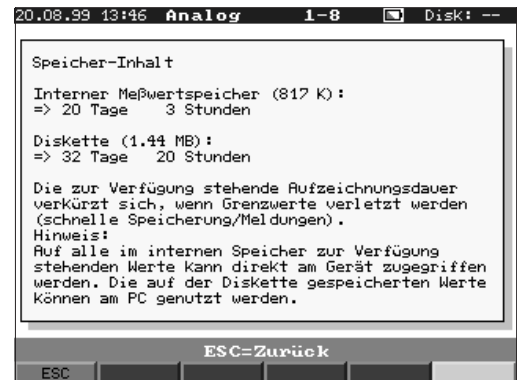 20.08.99 13:46 Analog 1-8 Disk: --
Speicher-Inhalt
Interner Meßwertspeicher (817 K):
=> 20 Tage 3 Stunden
Diskette (1.44 MB):
=> 32 Tage 20 Stunden
Die zur Verfügung stehende Aufzeichnungsdauer
verkürzt sich, wenn Grenzwerte verletzt werden
(schnelle Speicherung/Meldungen).
Hinweis:
Auf alle im internen Speicher zur Verfügung
stehenden Werte kann direkt am Gerät zugegriffen
werden. Die auf der Diskette gespeicherten Werte
können am PC genutzt werden.
ESC=Zurück
ESC